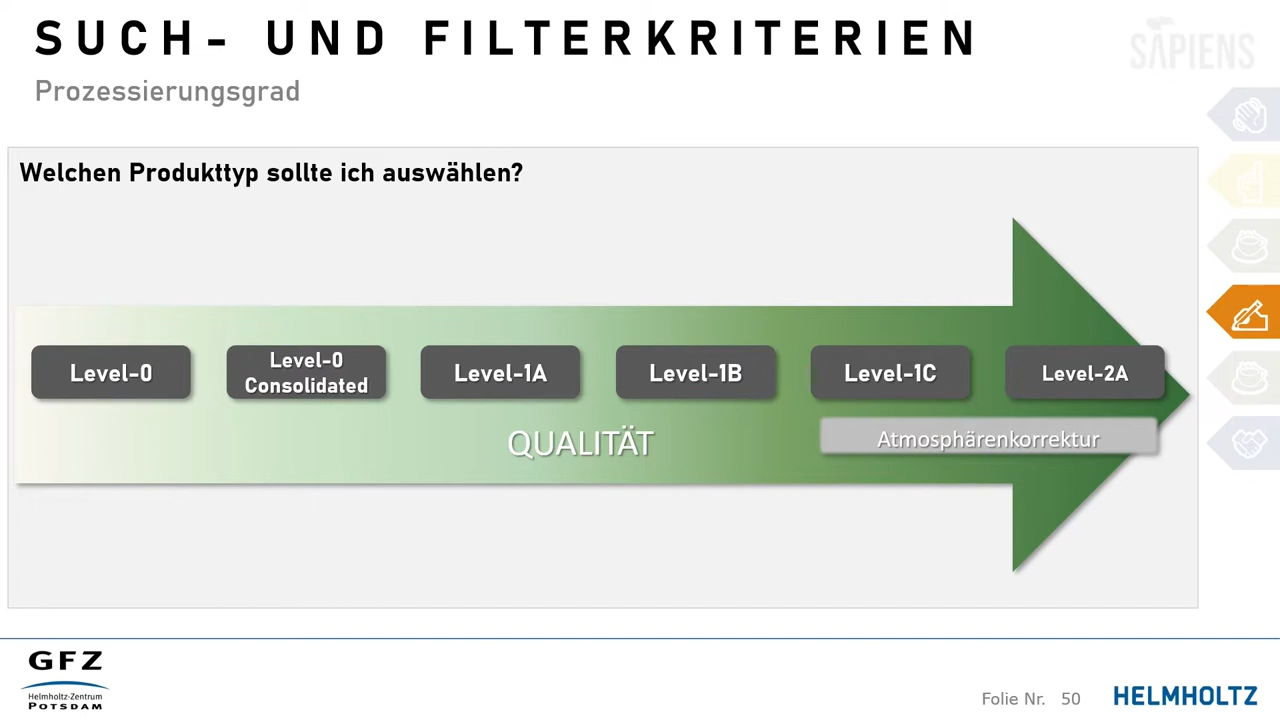 SUCH- UND FILTERKRITERIEN
SAPIENS
Prozessierungsgrad
Welchen Produkttyp sollte ich auswählen?
Level-0
Level-0
Consolidated
Level-1A
Level-1B
Level-1C
Level-2A
QUALITÄT
Atmosphärenkorrektur
GFZ
Helmholtz-Zentrum
POTSDAM
Folie Nr. 50
HELMHOLTZ